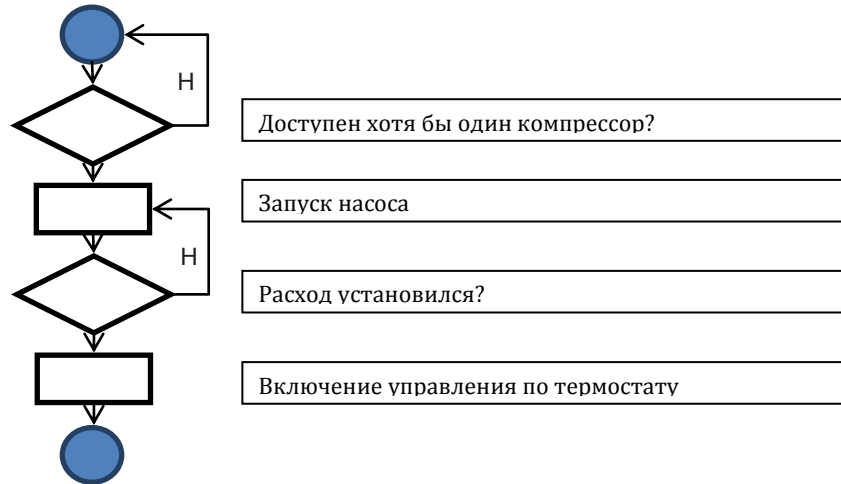 Н
Доступен хотя бы один компрессор?
Запуск насоса
Н
Расход установился?
Включение управления по термостату